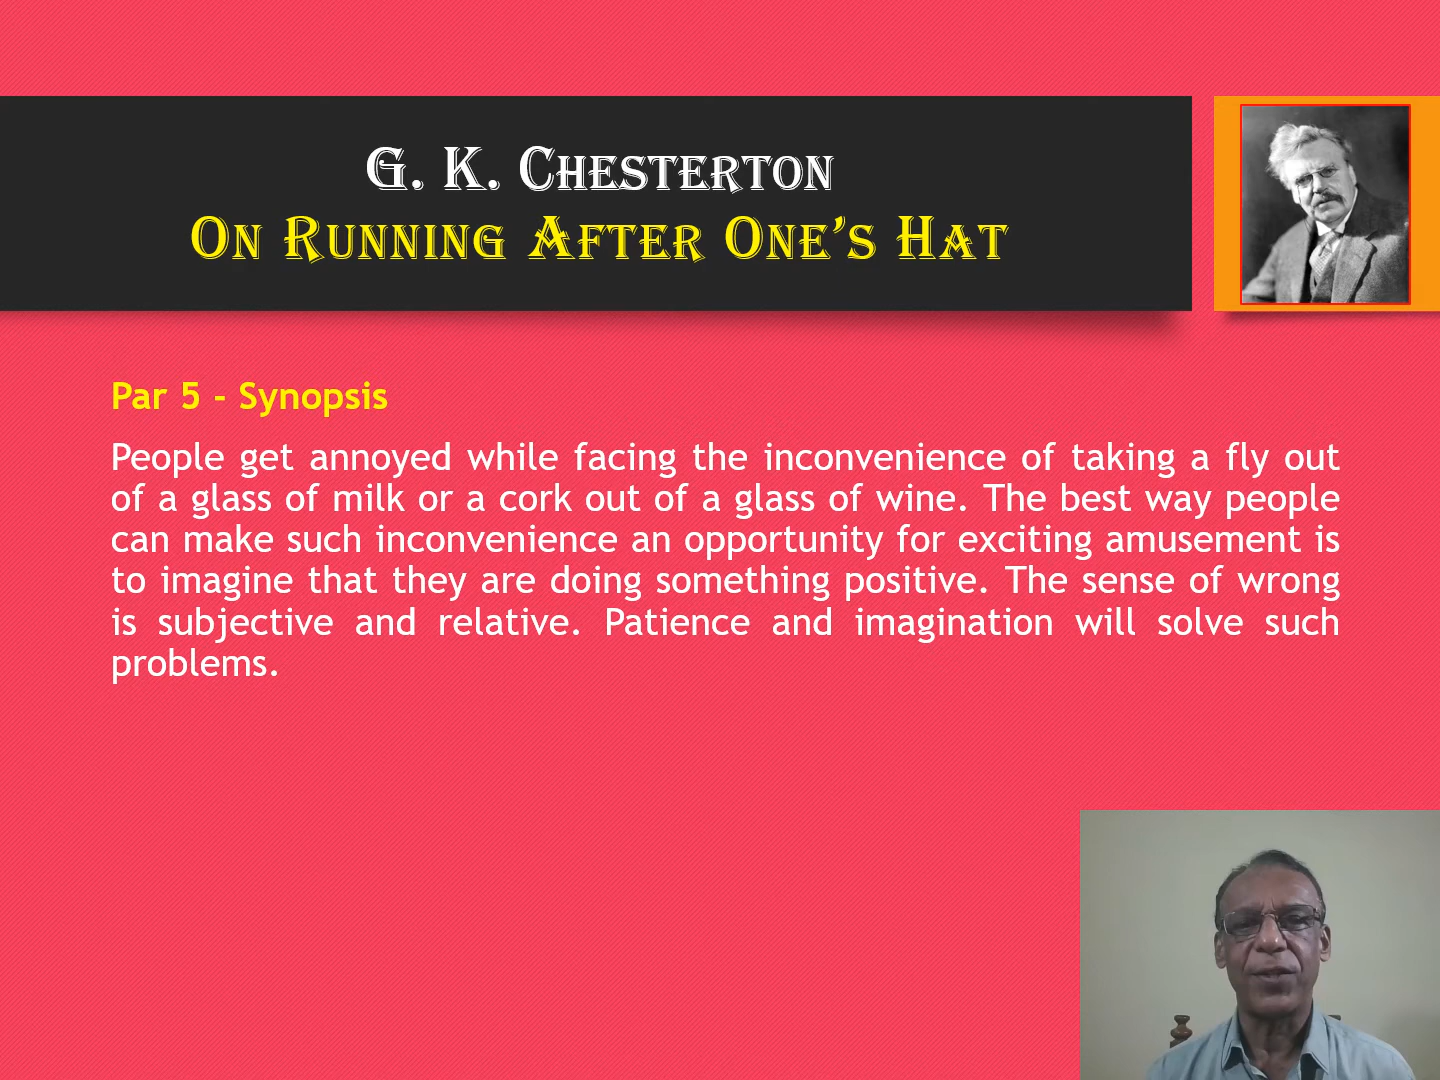 G. K. Chesterton
On Running After One's Hat
Par 5 - Synopsis
People get annoyed while facing the inconvenience of taking a fly out
of a glass of milk or a cork out of a glass of wine. The best way people
can make such inconvenience an opportunity for exciting amusement is
to imagine that they are doing something positive. The sense of wrong
is subjective and relative. Patience and imagination will solve such
problems.